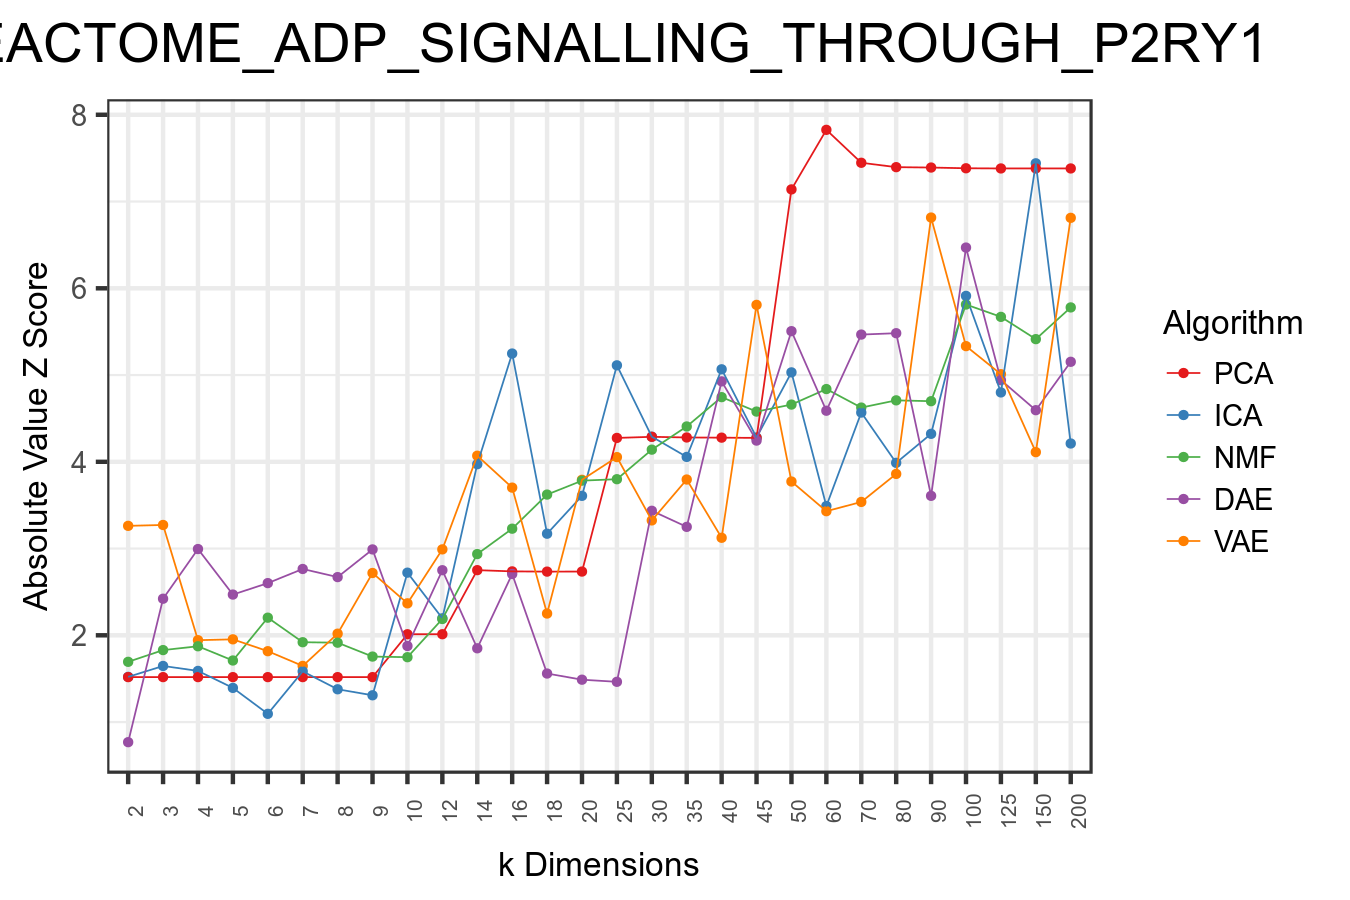 EACTOME_ADP_SIGNALLING_THROUGH_P2RY1
8
6
4
2
Absolute Value Z Score
2 3 4 5 6 7 8 9 10 12 14 16 18 20 25 30 35 40 45 50 60 70 80 90 100 125 150 200
k Dimensions
Algorithm
PCA
ICA
NMF
DAE
VAE